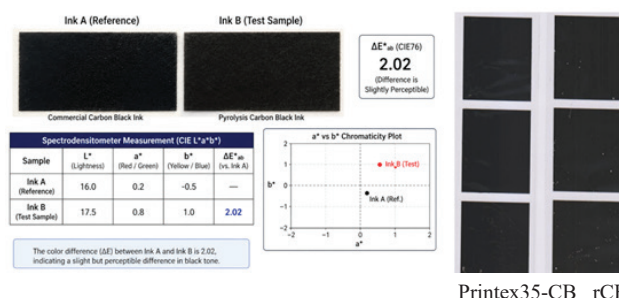 Ink A (Reference)
Ink B (Test Sample)
Commercial Carbon Black Ink
Pyrolysis Carbon Black Ink
ΔE*ab (CIE76)
2.02
(Difference is
Slightly Perceptible)
Spectrodensitometer Measurement (CIE L*a*b*)
Sample L* (Lightness) a* (Red / Green) b* (Yellow / Blue) ΔE*ab (vs. Ink A)
Ink A (Reference) 16.0 0.2 -0.5 —
Ink B (Test Sample) 17.5 0.8 1.0 2.02
The color difference (ΔE) between Ink A and Ink B is 2.02,
indicating a slight but perceptible difference in black tone.
a* vs b* Chromaticity Plot
2
1
0
-1
-2
b*
Ink B (Test)
Ink A (Ref.)
-2 -1 0 1 2
a*
Printex35-CB